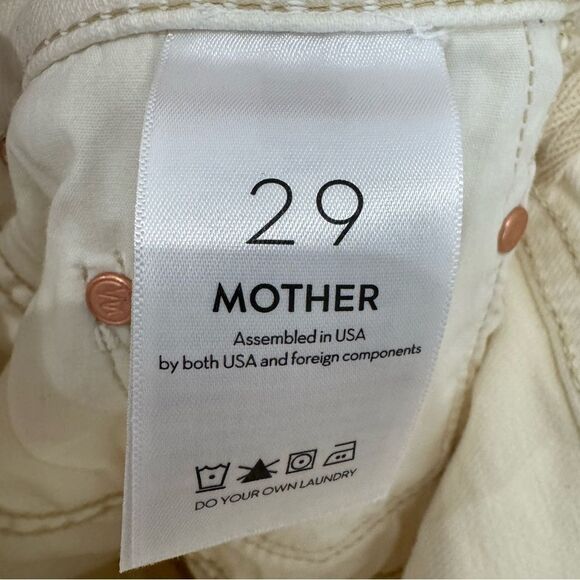 29
MOTHER
Assembled in USA
by both USA and foreign components
DO YOUR OWN LAUNDRY